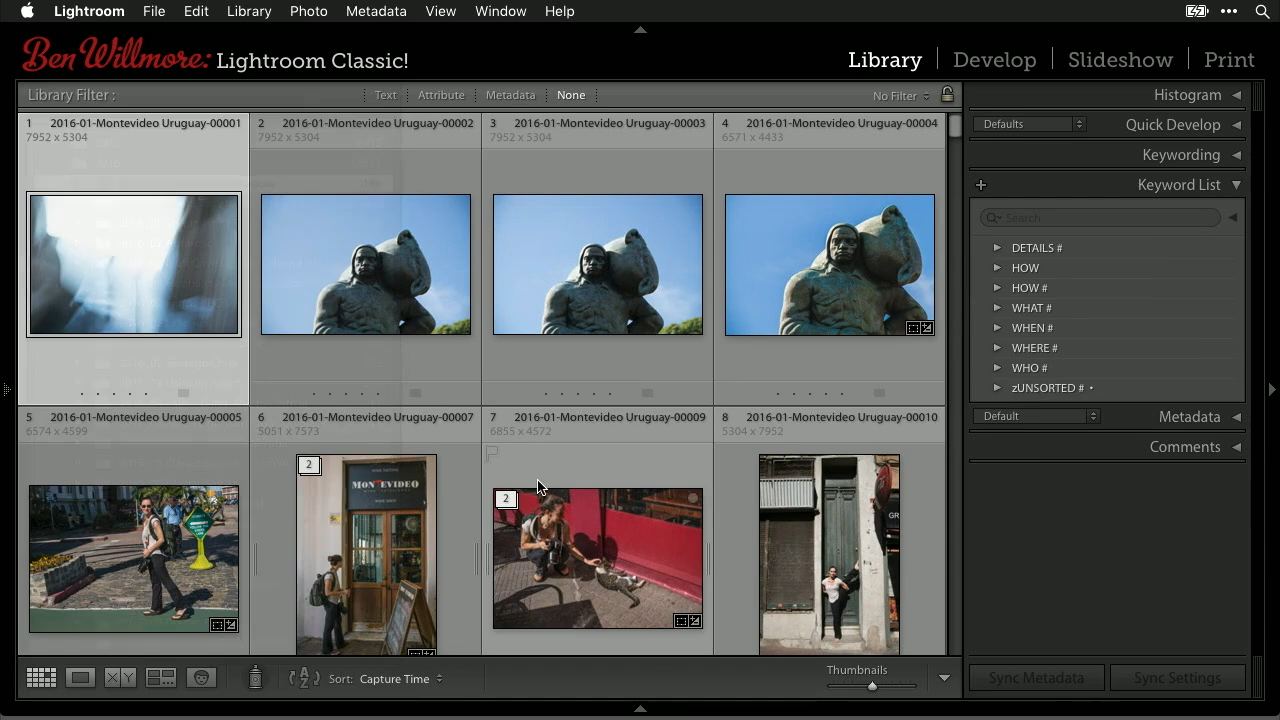 Lightroom File Edit Library Photo Metadata View Window Help
Ben Willmore: Lightroom Classic!
Library Develop Slideshow Print
Library Filter : Text Attribute Metadata None No Filter
Histogram
Defaults Quick Develop
Keywording
Keyword List
Search
DETAILS #
HOW
HOW #
WHAT #
WHEN #
WHERE #
WHO #
zUNSORTED # •
Default Metadata
Comments
1 2016-01-Montevideo Uruguay-00001
7952 x 5304
2 2016-01-Montevideo Uruguay-00002
7952 x 5304
3 2016-01-Montevideo Uruguay-00003
7952 x 5304
4 2016-01-Montevideo Uruguay-00004
6571 x 4433
5 2016-01-Montevideo Uruguay-00005
6574 x 4599
6 2016-01-Montevideo Uruguay-00007
5051 x 7573
2
MONTEVIDEO
7 2016-01-Montevideo Uruguay-00009
6855 x 4572
2
8 2016-01-Montevideo Uruguay-00010
5304 x 7952
GR
Sort: Capture Time
Thumbnails
Sync Metadata Sync Settings